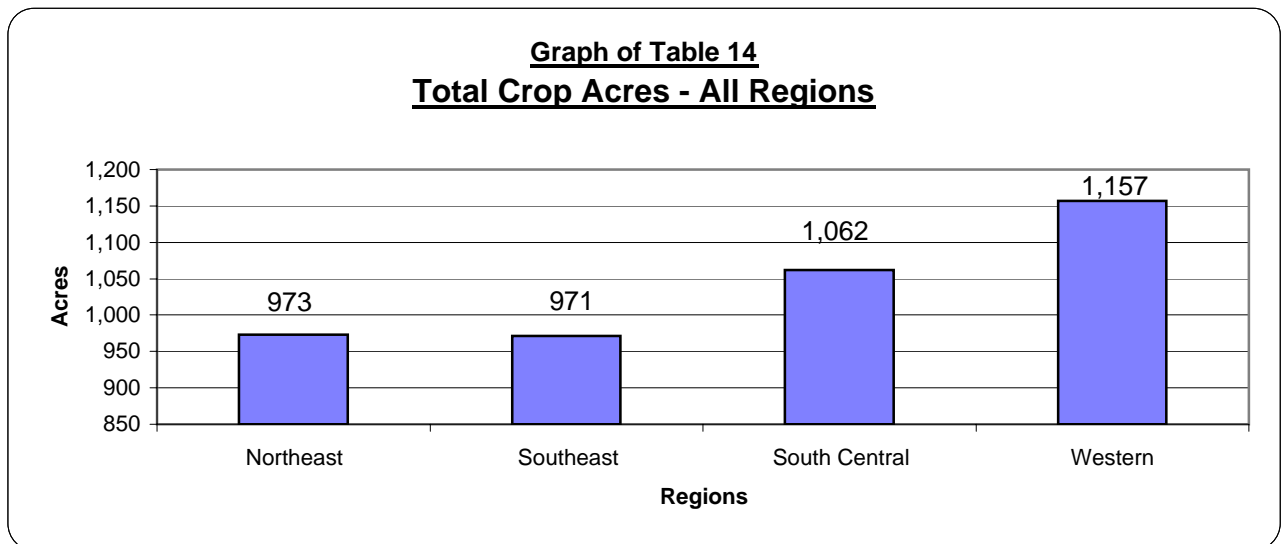 Graph of Table 14
Total Crop Acres - All Regions
1,200
1,150
1,100
1,050
1,000
950
900
850
Acres
973
971
1,062
1,157
Northeast
Southeast
South Central
Western
Regions